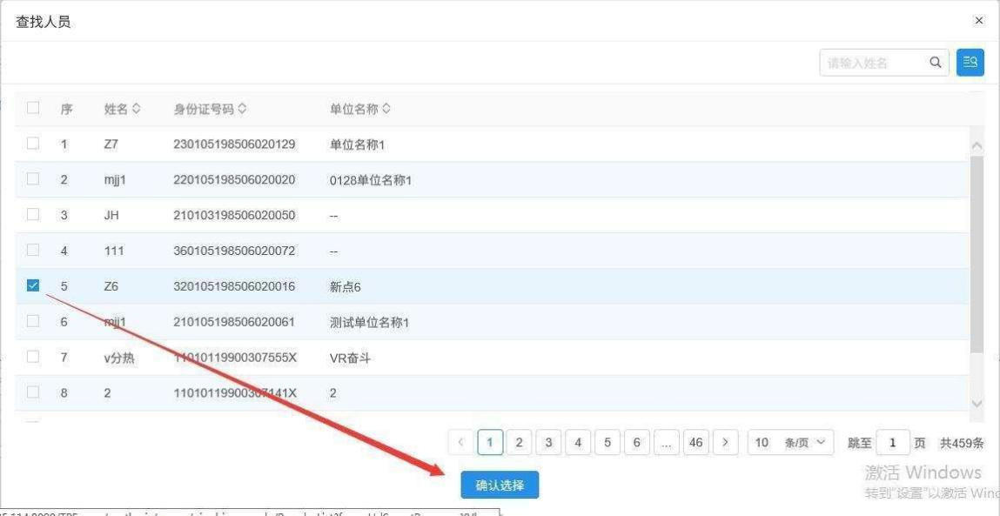 查找人员 ×
请输入姓名
序 姓名 身份证号码 单位名称
1 Z7 230105198506020129 单位名称1
2 mjj1 220105198506020020 0128单位名称1
3 JH 210103198506020050 --
4 111 360105198506020072 --
5 Z6 320105198506020016 新点6
6 mjj1 210105198506020061 测试单位名称1
7 v分热 11010119900307555X VR奋斗
8 2 11010119900307141X 2
< 1 2 3 4 5 6 ... 46 > 10 条/页 跳至 1 页 共459条
确认选择
激活 Windows
转到"设置"以激活 Winc